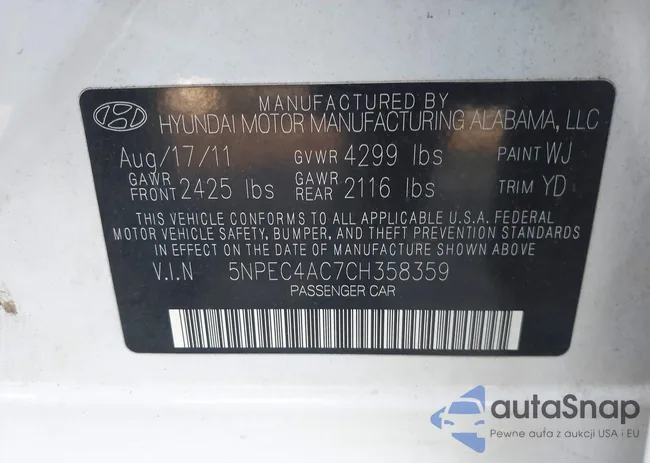 MANUFACTURED BY
HYUNDAI MOTOR MANUFACTURING ALABAMA, LLC
Aug/17/11 GVWR 4299 lbs PAINT WJ
GAWR FRONT 2425 lbs GAWR REAR 2116 lbs TRIM YD
THIS VEHICLE CONFORMS TO ALL APPLICABLE U.S.A. FEDERAL
MOTOR VEHICLE SAFETY, BUMPER, AND THEFT PREVENTION STANDARDS
IN EFFECT ON THE DATE OF MANUFACTURE SHOWN ABOVE
V.I.N 5NPEC4AC7CH358359
PASSENGER CAR
autaSnap
Pewne auta z aukcji USA i EU